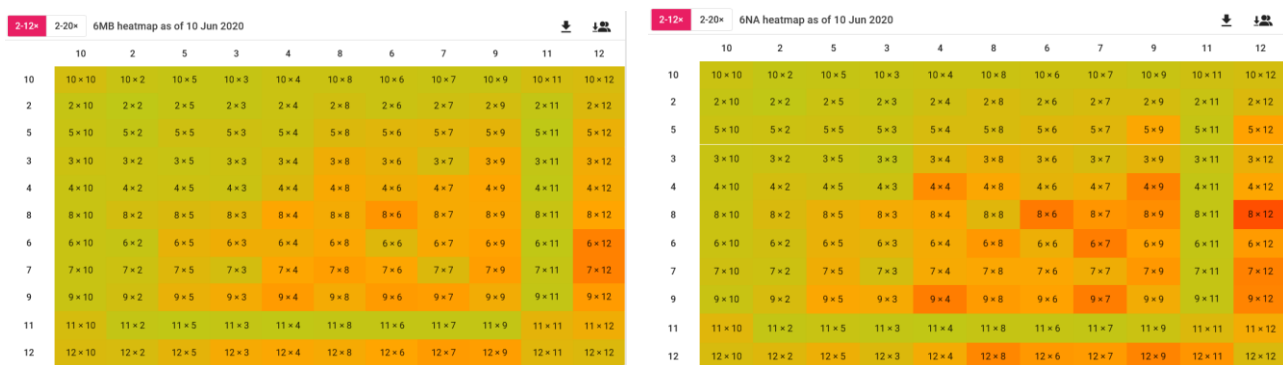 2-12× 2-20× 6MB heatmap as of 10 Jun 2020
10 2 5 3 4 8 6 7 9 11 12
10 10 × 10 10 × 2 10 × 5 10 × 3 10 × 4 10 × 8 10 × 6 10 × 7 10 × 9 10 × 11 10 × 12
2 2 × 10 2 × 2 2 × 5 2 × 3 2 × 4 2 × 8 2 × 6 2 × 7 2 × 9 2 × 11 2 × 12
5 5 × 10 5 × 2 5 × 5 5 × 3 5 × 4 5 × 8 5 × 6 5 × 7 5 × 9 5 × 11 5 × 12
3 3 × 10 3 × 2 3 × 5 3 × 3 3 × 4 3 × 8 3 × 6 3 × 7 3 × 9 3 × 11 3 × 12
4 4 × 10 4 × 2 4 × 5 4 × 3 4 × 4 4 × 8 4 × 6 4 × 7 4 × 9 4 × 11 4 × 12
8 8 × 10 8 × 2 8 × 5 8 × 3 8 × 4 8 × 8 8 × 6 8 × 7 8 × 9 8 × 11 8 × 12
6 6 × 10 6 × 2 6 × 5 6 × 3 6 × 4 6 × 8 6 × 6 6 × 7 6 × 9 6 × 11 6 × 12
7 7 × 10 7 × 2 7 × 5 7 × 3 7 × 4 7 × 8 7 × 6 7 × 7 7 × 9 7 × 11 7 × 12
9 9 × 10 9 × 2 9 × 5 9 × 3 9 × 4 9 × 8 9 × 6 9 × 7 9 × 9 9 × 11 9 × 12
11 11 × 10 11 × 2 11 × 5 11 × 3 11 × 4 11 × 8 11 × 6 11 × 7 11 × 9 11 × 11 11 × 12
12 12 × 10 12 × 2 12 × 5 12 × 3 12 × 4 12 × 8 12 × 6 12 × 7 12 × 9 12 × 11 12 × 12
2-12× 2-20× 6NA heatmap as of 10 Jun 2020
10 2 5 3 4 8 6 7 9 11 12
10 10 × 10 10 × 2 10 × 5 10 × 3 10 × 4 10 × 8 10 × 6 10 × 7 10 × 9 10 × 11 10 × 12
2 2 × 10 2 × 2 2 × 5 2 × 3 2 × 4 2 × 8 2 × 6 2 × 7 2 × 9 2 × 11 2 × 12
5 5 × 10 5 × 2 5 × 5 5 × 3 5 × 4 5 × 8 5 × 6 5 × 7 5 × 9 5 × 11 5 × 12
3 3 × 10 3 × 2 3 × 5 3 × 3 3 × 4 3 × 8 3 × 6 3 × 7 3 × 9 3 × 11 3 × 12
4 4 × 10 4 × 2 4 × 5 4 × 3 4 × 4 4 × 8 4 × 6 4 × 7 4 × 9 4 × 11 4 × 12
8 8 × 10 8 × 2 8 × 5 8 × 3 8 × 4 8 × 8 8 × 6 8 × 7 8 × 9 8 × 11 8 × 12
6 6 × 10 6 × 2 6 × 5 6 × 3 6 × 4 6 × 8 6 × 6 6 × 7 6 × 9 6 × 11 6 × 12
7 7 × 10 7 × 2 7 × 5 7 × 3 7 × 4 7 × 8 7 × 6 7 × 7 7 × 9 7 × 11 7 × 12
9 9 × 10 9 × 2 9 × 5 9 × 3 9 × 4 9 × 8 9 × 6 9 × 7 9 × 9 9 × 11 9 × 12
11 11 × 10 11 × 2 11 × 5 11 × 3 11 × 4 11 × 8 11 × 6 11 × 7 11 × 9 11 × 11 11 × 12
12 12 × 10 12 × 2 12 × 5 12 × 3 12 × 4 12 × 8 12 × 6 12 × 7 12 × 9 12 × 11 12 × 12